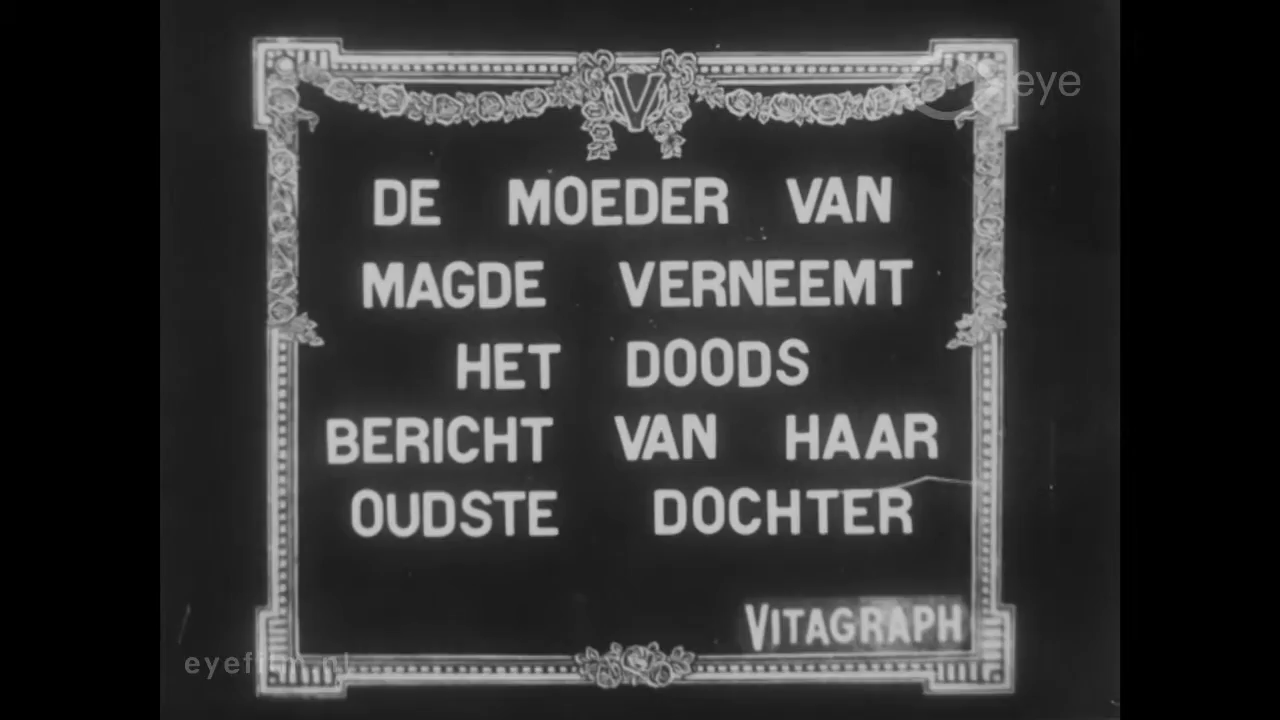 V
eye
DE MOEDER VAN
MAGDE VERNEEMT
HET DOODS
BERICHT VAN HAAR
OUDSTE DOCHTER
VITAGRAPH
eyefilm.nl